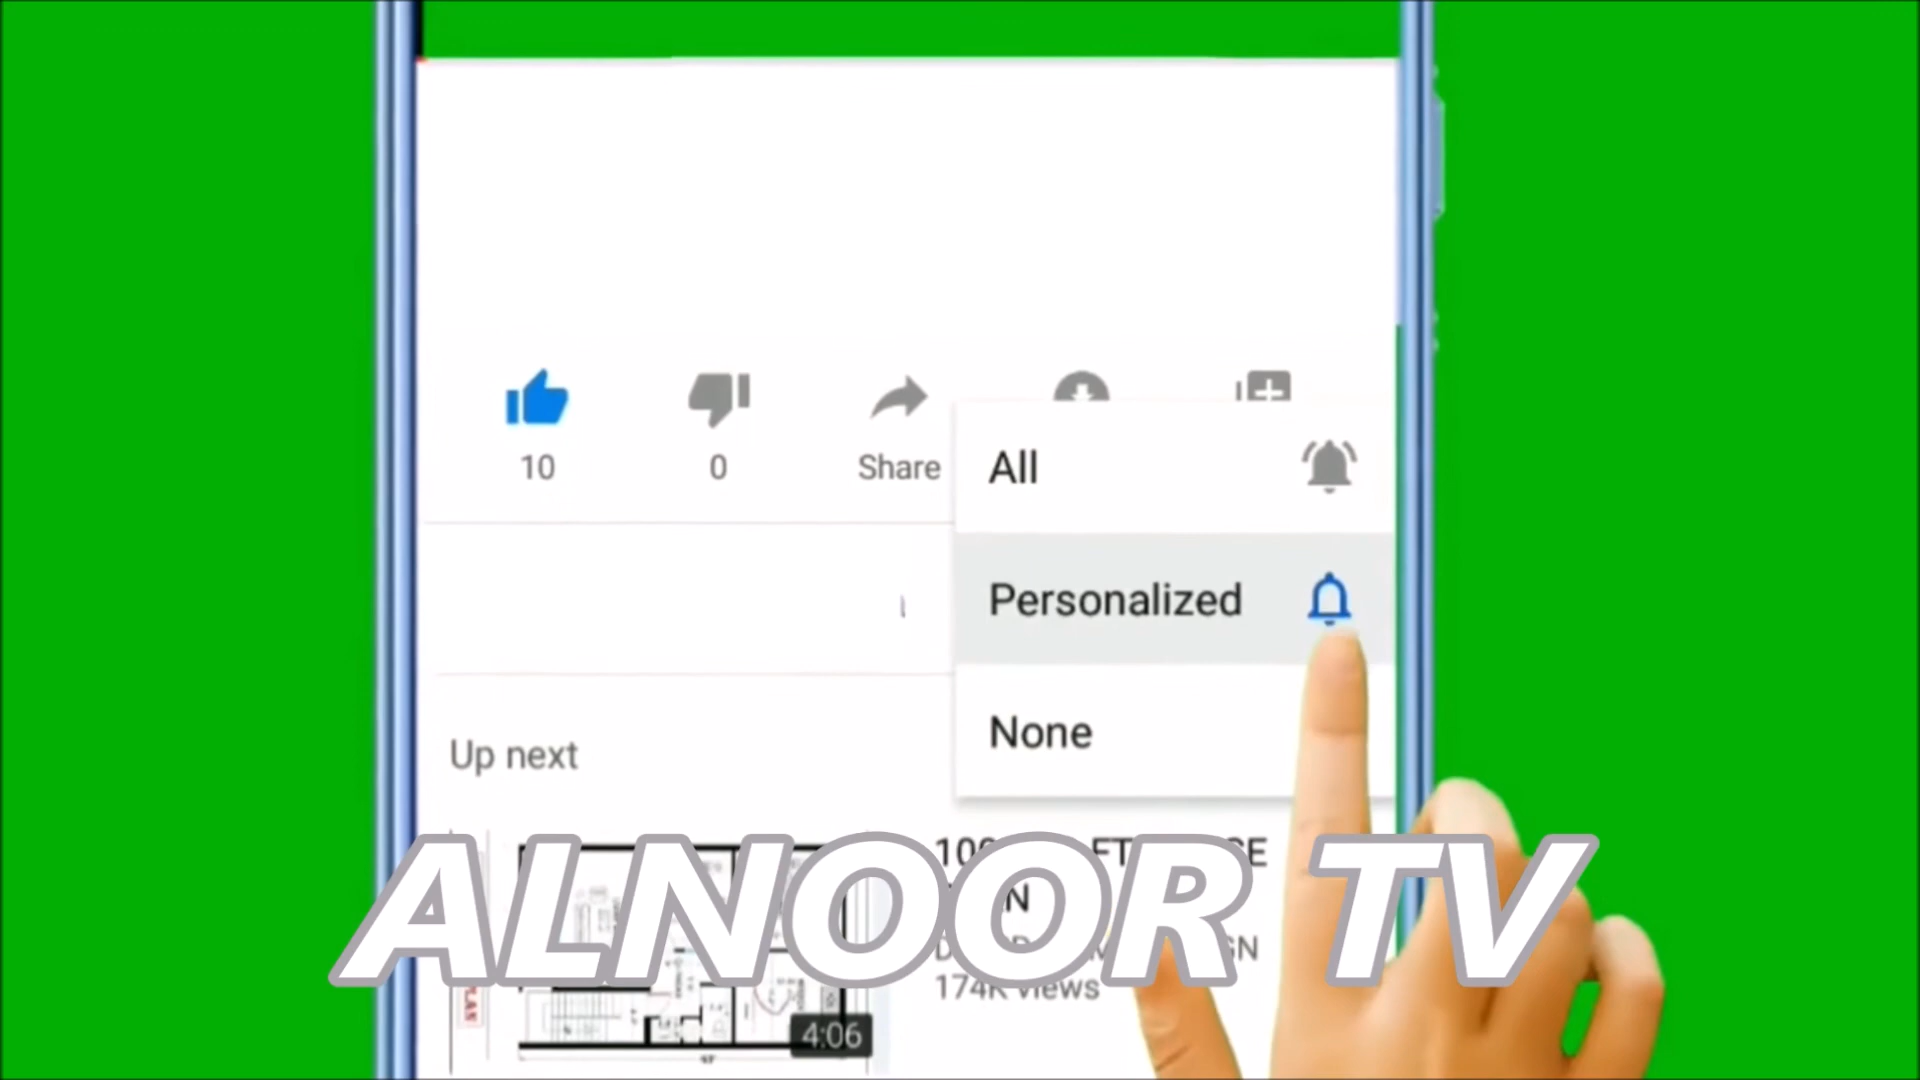 10
0
Share
All
Personalized
None
Up next
ALNOOR TV
174K views
4:06